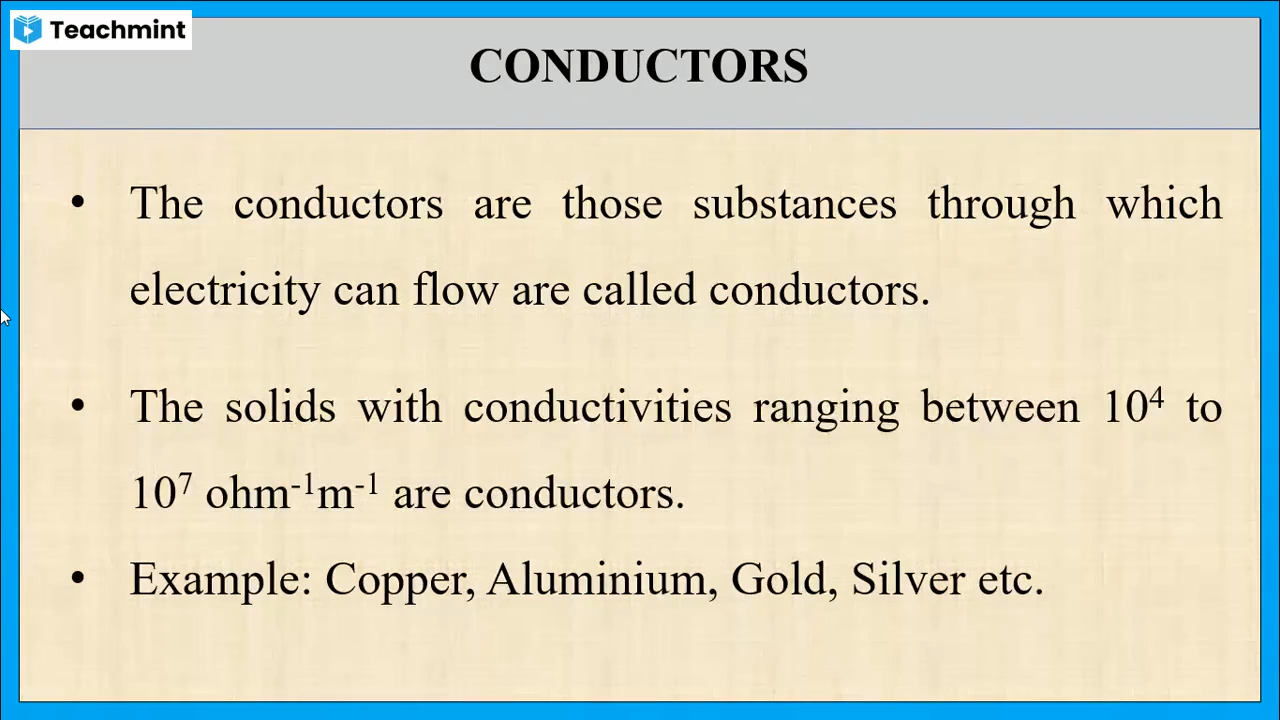 Teachmint
CONDUCTORS
• The conductors are those substances through which
electricity can flow are called conductors.
• The solids with conductivities ranging between 10⁴ to
10⁷ ohm⁻¹m⁻¹ are conductors.
• Example: Copper, Aluminium, Gold, Silver etc.